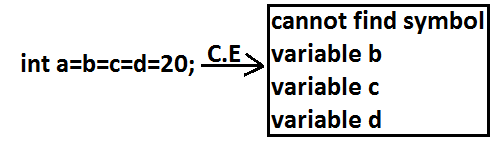 int a=b=c=d=20;
C.E
cannot find symbol
variable b
variable c
variable d